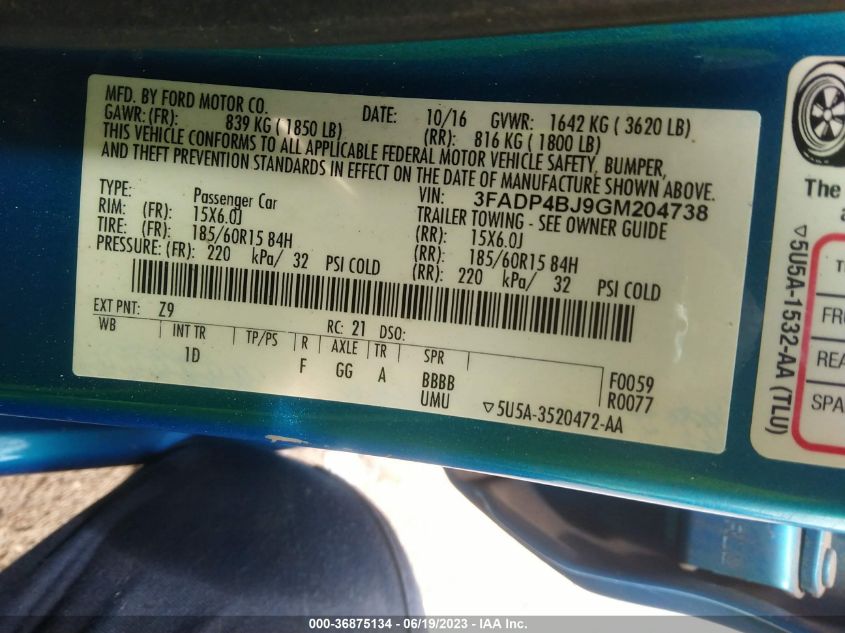 MFD. BY FORD MOTOR CO.
DATE: 10/16 GVWR: 1642 KG ( 3620 LB)
GAWR: (FR): 839 KG ( 1850 LB) (RR): 816 KG ( 1800 LB)
THIS VEHICLE CONFORMS TO ALL APPLICABLE FEDERAL MOTOR VEHICLE SAFETY, BUMPER,
AND THEFT PREVENTION STANDARDS IN EFFECT ON THE DATE OF MANUFACTURE SHOWN ABOVE.
VIN: 3FADP4BJ9GM204738
TYPE: Passenger Car TRAILER TOWING - SEE OWNER GUIDE
RIM: (FR): 15X6.0J (RR): 15X6.0J
TIRE: (FR): 185/60R15 84H (RR): 185/60R15 84H
PRESSURE: (FR): 220 kPa/ 32 PSI COLD (RR): 220 kPa/ 32 PSI COLD
EXT PNT: Z9 RC: 21 DSO:
WB INT TR TP/PS R AXLE TR SPR
1D F GG A BBBB F0059
UMU R0077
▽5U5A-3520472-AA
The
▽5U5A-1532-AA (TLU)
FRO
REA
SPA
000-36875134 - 06/19/2023 - IAA Inc.